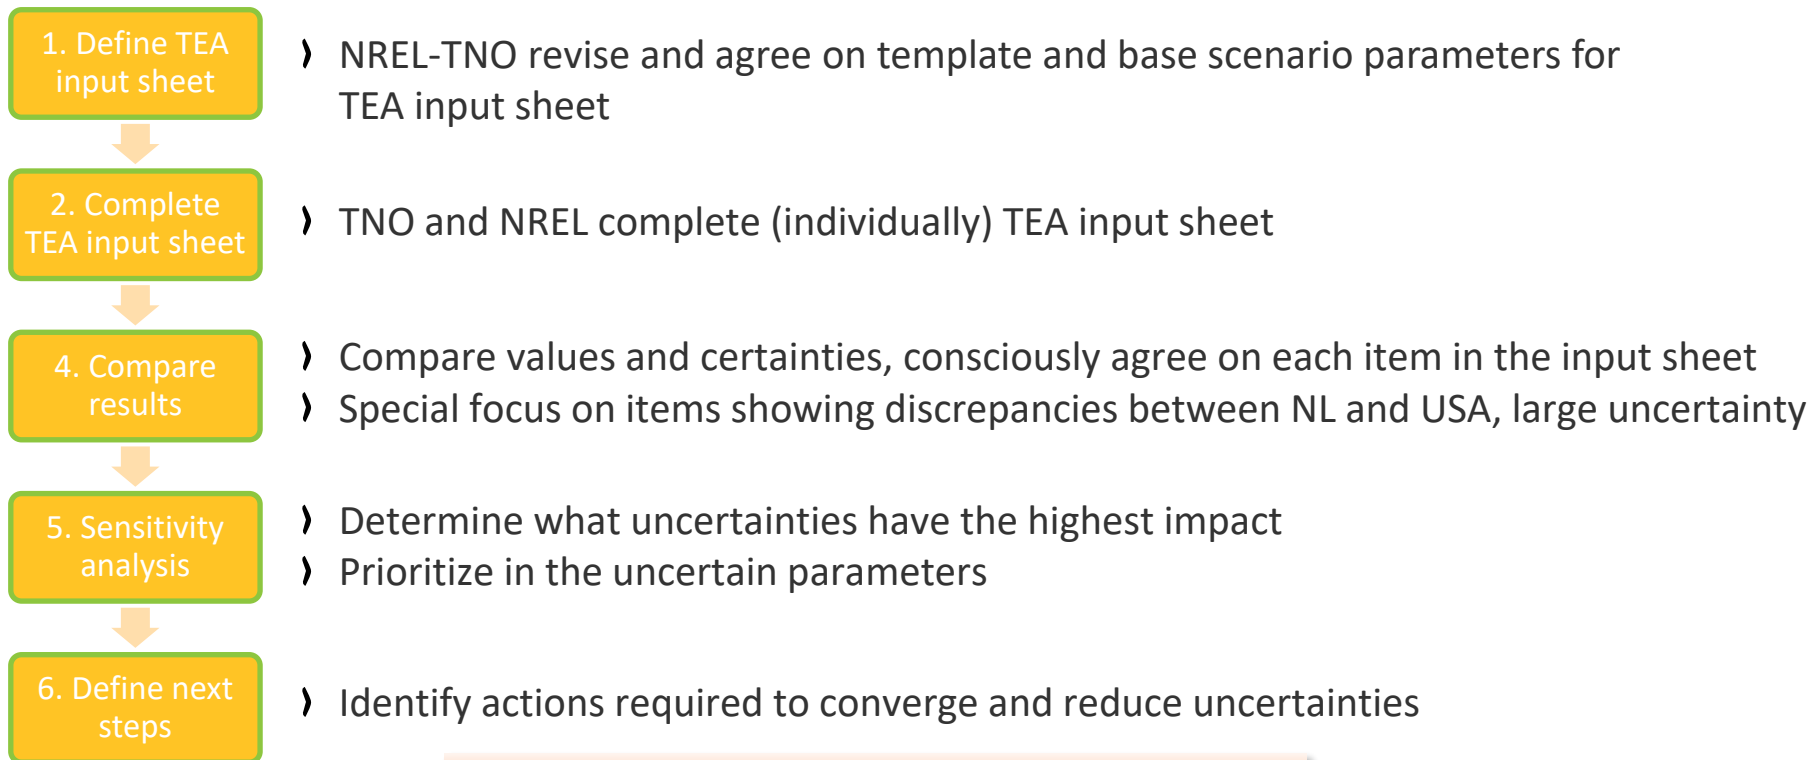 1. Define TEA
input sheet
❭ NREL-TNO revise and agree on template and base scenario parameters for
TEA input sheet
2. Complete
TEA input sheet
❭ TNO and NREL complete (individually) TEA input sheet
4. Compare
results
❭ Compare values and certainties, consciously agree on each item in the input sheet
❭ Special focus on items showing discrepancies between NL and USA, large uncertainty
5. Sensitivity
analysis
❭ Determine what uncertainties have the highest impact
❭ Prioritize in the uncertain parameters
6. Define next
steps
❭ Identify actions required to converge and reduce uncertainties